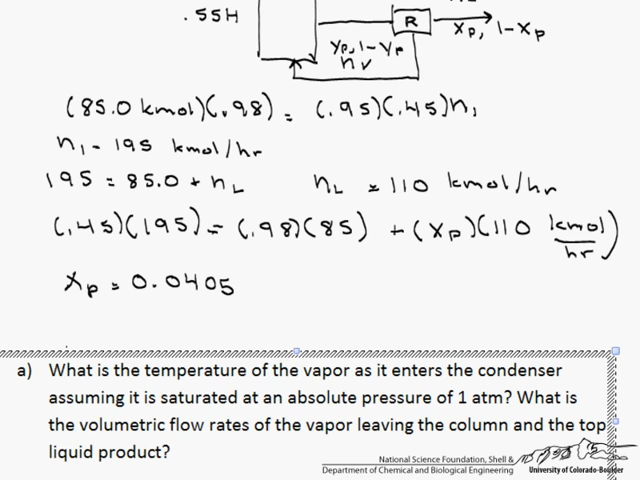 .55H
R
xp, 1-xp
yp, 1-yp
nv
(85.0 kmol)(.98) = (.95)(.45)n1
n1 = 195 kmol/hr
195 = 85.0 + nL nL = 110 kmol/hr
(.45)(195) = (.98)(85) + (xp)(110 kmol/hr)
xp = 0.0405
a) What is the temperature of the vapor as it enters the condenser
assuming it is saturated at an absolute pressure of 1 atm? What is
the volumetric flow rates of the vapor leaving the column and the top
liquid product?
National Science Foundation, Shell &
Department of Chemical and Biological Engineering
University of Colorado-Boulder